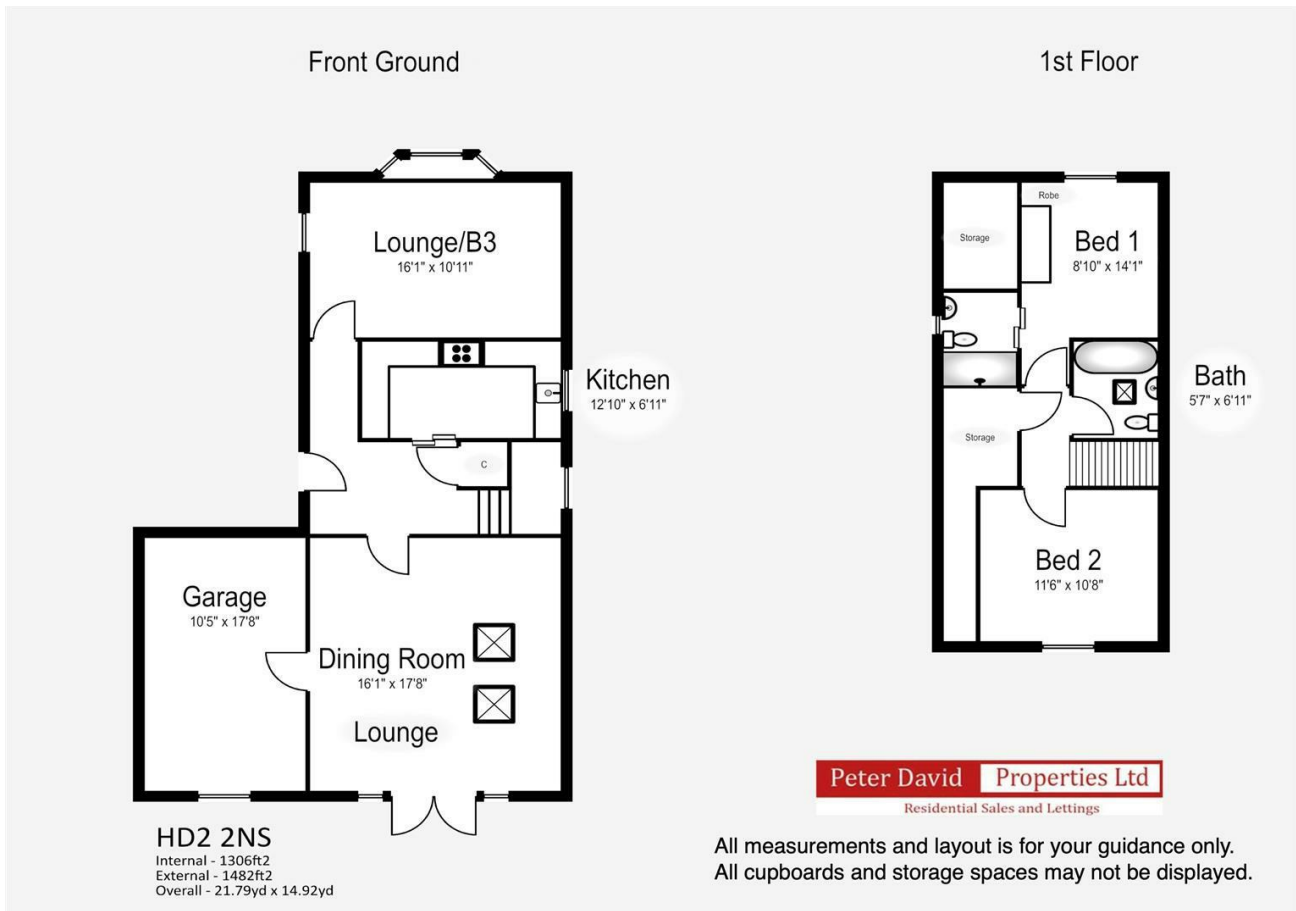 Front Ground
1st Floor
Lounge/B3
16'1" x 10'11"
Kitchen
12'10" x 6'11"
C
Garage
10'5" x 17'8"
Dining Room
16'1" x 17'8"
Lounge
Robe
Storage
Bed 1
8'10" x 14'1"
Bath
5'7" x 6'11"
Storage
Bed 2
11'6" x 10'8"
Peter David Properties Ltd
Residential Sales and Lettings
HD2 2NS
Internal - 1306ft2
External - 1482ft2
Overall - 21.79yd x 14.92yd
All measurements and layout is for your guidance only.
All cupboards and storage spaces may not be displayed.